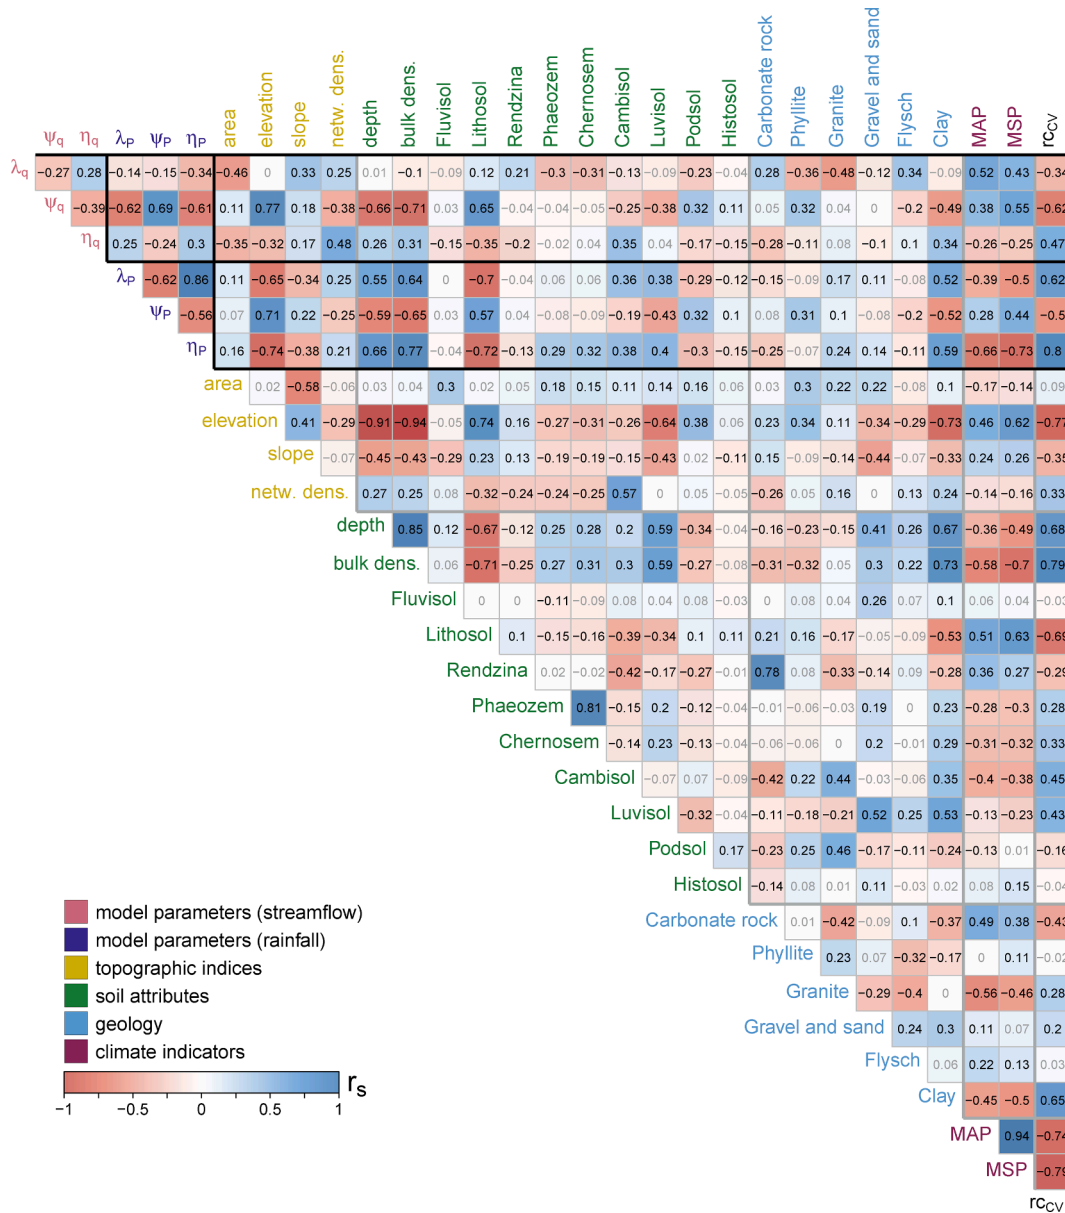 area
elevation
slope
netw. dens.
depth
bulk dens.
Fluvisol
Lithosol
Rendzina
Phaeozem
Chernosem
Cambisol
Luvisol
Podsol
Histosol
Carbonate rock
Phyllite
Granite
Gravel and sand
Flysch
Clay
MAP
MSP
rcCV
ψq ηq λP ψP ηP
λq -0.27 0.28 -0.14 -0.15 -0.34 -0.46 0 0.33 0.25 0.01 -0.1 -0.09 0.12 0.21 -0.3 -0.31 -0.13 -0.09 -0.23 -0.04 0.28 -0.36 -0.48 -0.12 0.34 -0.09 0.52 0.43 -0.34
ψq -0.39 -0.62 0.69 -0.61 0.11 0.77 0.18 -0.38 -0.66 -0.71 0.03 0.65 -0.04 -0.04 -0.05 -0.25 -0.38 0.32 0.11 0.05 0.32 0.04 0 -0.2 -0.49 0.38 0.55 -0.62
ηq 0.25 -0.24 0.3 -0.35 -0.32 0.17 0.48 0.26 0.31 -0.15 -0.35 -0.2 -0.02 0.04 0.35 0.04 -0.17 -0.15 -0.28 -0.11 0.08 -0.1 0.1 0.34 -0.26 -0.25 0.47
λP -0.62 0.86 0.11 -0.65 -0.34 0.25 0.55 0.64 0 -0.7 -0.04 0.06 0.06 0.36 0.38 -0.29 -0.12 -0.15 -0.09 0.17 0.11 -0.08 0.52 -0.39 -0.5 0.62
ψP -0.56 0.07 0.71 0.22 -0.25 -0.59 -0.65 0.03 0.57 0.04 -0.08 -0.09 -0.19 -0.43 0.32 0.1 0.08 0.31 0.1 -0.08 -0.2 -0.52 0.28 0.44 -0.5
ηP 0.16 -0.74 -0.38 0.21 0.66 0.77 -0.04 -0.72 -0.13 0.29 0.32 0.38 0.4 -0.3 -0.15 -0.25 -0.07 0.24 0.14 -0.11 0.59 -0.66 -0.73 0.8
area 0.02 -0.58 -0.06 0.03 0.04 0.3 0.02 0.05 0.18 0.15 0.11 0.14 0.16 0.06 0.03 0.3 0.22 0.22 -0.08 0.1 -0.17 -0.14 0.09
elevation 0.41 -0.29 -0.91 -0.94 -0.05 0.74 0.16 -0.27 -0.31 -0.26 -0.64 0.38 0.06 0.23 0.34 0.11 -0.34 -0.29 -0.73 0.46 0.62 -0.77
slope -0.07 -0.45 -0.43 -0.29 0.23 0.13 -0.19 -0.19 -0.15 -0.43 0.02 -0.11 0.15 -0.09 0.14 -0.44 -0.07 -0.33 0.24 0.26 -0.35
netw. dens. 0.27 0.25 0.08 -0.32 -0.24 -0.24 -0.25 0.57 0 0.05 -0.05 -0.26 0.05 0.16 0 0.13 0.24 -0.14 -0.16 0.33
depth 0.85 0.12 -0.67 -0.12 0.25 0.28 0.2 0.59 -0.34 -0.04 -0.16 -0.23 -0.15 0.41 0.26 0.67 -0.36 -0.49 0.68
bulk dens. 0.06 -0.71 -0.25 0.27 0.31 0.3 0.59 -0.27 -0.08 -0.31 -0.32 0.05 0.3 0.22 0.73 -0.58 -0.7 0.79
Fluvisol 0 0 -0.11 -0.09 0.08 0.04 0.08 -0.03 0 0.08 0.04 0.26 0.07 0.1 0.06 0.04 -0.03
Lithosol 0.1 -0.15 -0.16 -0.39 -0.34 0.1 0.11 0.21 0.16 -0.17 -0.05 -0.09 -0.53 0.51 0.63 -0.69
Rendzina 0.02 -0.02 -0.42 -0.17 -0.27 -0.01 0.78 0.08 -0.33 -0.14 0.09 -0.28 0.36 0.27 -0.29
Phaeozem 0.81 -0.15 0.2 -0.12 -0.04 -0.01 -0.06 -0.03 0.19 0 0.23 -0.28 -0.3 0.28
Chernosem -0.14 0.23 -0.13 -0.04 -0.06 -0.06 0 0.2 -0.01 0.29 -0.31 -0.32 0.33
Cambisol -0.07 0.07 -0.09 -0.42 0.22 0.44 -0.03 -0.06 0.35 -0.4 -0.38 0.45
Luvisol -0.32 -0.04 -0.11 -0.18 -0.21 0.52 0.25 0.53 -0.13 -0.23 0.43
Podsol 0.17 -0.23 0.25 0.46 -0.17 -0.11 -0.24 -0.13 0.01 -0.16
Histosol -0.14 0.08 0.01 0.11 -0.03 0.02 0.08 0.15 -0.04
Carbonate rock 0.01 -0.42 -0.09 0.1 -0.37 0.49 0.38 -0.43
Phyllite 0.23 0.07 -0.32 -0.17 0 0.11 -0.02
Granite -0.29 -0.4 0 -0.56 -0.46 0.28
Gravel and sand 0.24 0.3 0.11 0.07 0.2
Flysch 0.06 0.22 0.13 0.03
Clay -0.45 -0.5 0.65
MAP 0.94 -0.74
MSP -0.79
rcCV
model parameters (streamflow)
model parameters (rainfall)
topographic indices
soil attributes
geology
climate indicators
rs
−1 −0.5 0 0.5 1